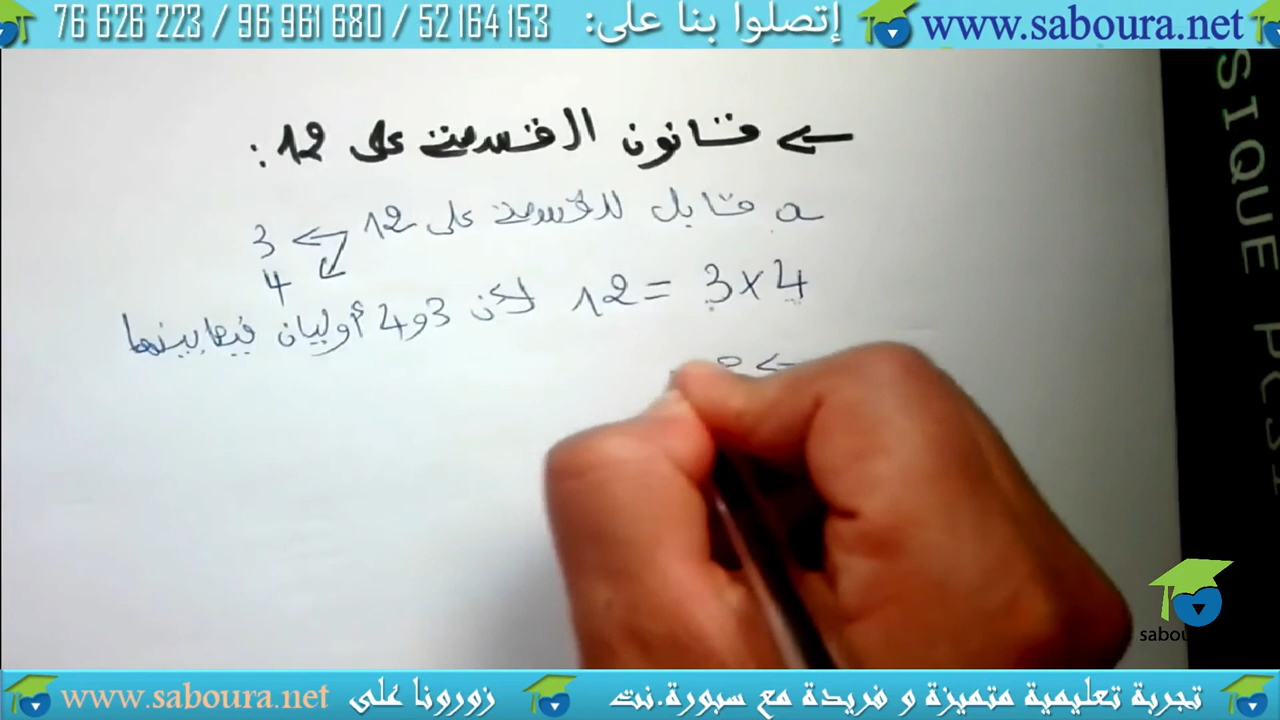 76 626 223 / 96 961 680 / 52 164 153 إتصلوا بنا على: www.saboura.net
← قانون القسمة على 12 :
a قابل للقسمة على 12 ← 3
4
12 = 3 x 4 لكن 3 و 4 أوليان فيما بينهما
SIQUE
saboura
تجربة تعليمية متميزة و فريدة مع سبورة.نت زورونا على www.saboura.net